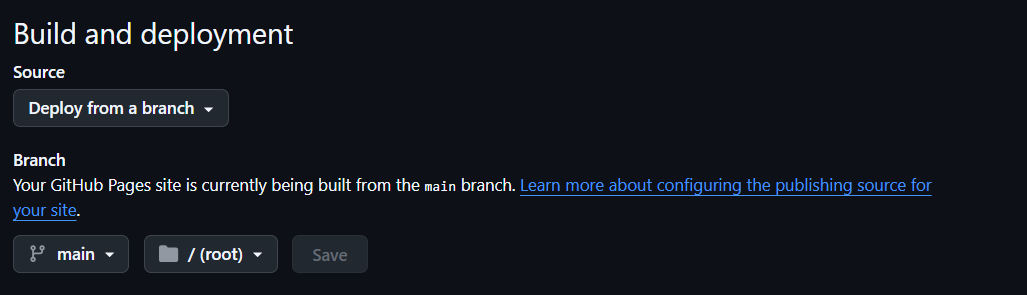 Build and deployment
Source
Deploy from a branch
Branch
Your GitHub Pages site is currently being built from the main branch. Learn more about configuring the publishing source for
your site.
main / (root) Save